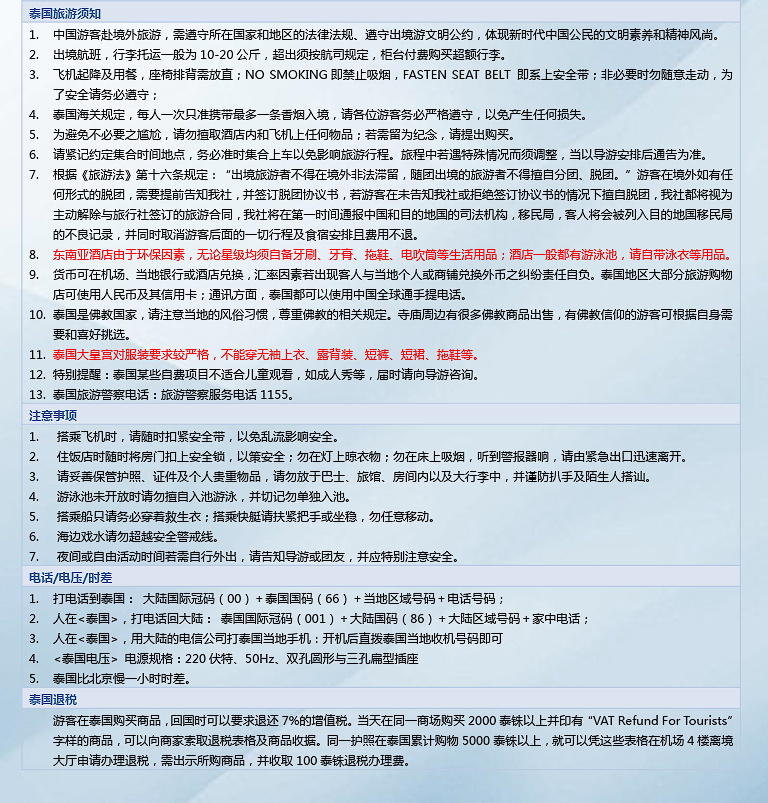 泰国旅游须知
1. 中国游客赴境外旅游，需遵守所在国家和地区的法律法规、遵守出境游文明公约，体现新时代中国公民的文明素养和精神风尚。
2. 出境航班，行李托运一般为 10-20 公斤，超出须按航司规定，柜台付费购买超额行李。
3. 飞机起降及用餐，座椅排背需放直；NO SMOKING 即禁止吸烟，FASTEN SEAT BELT 即系上安全带；非必要时勿随意走动，为
了安全请务必遵守；
4. 泰国海关规定，每人一次只准携带最多一条香烟入境，请各位游客务必严格遵守，以免产生任何损失。
5. 为避免不必要之尴尬，请勿擅取酒店内和飞机上任何物品；若需留为纪念，请提出购买。
6. 请紧记约定集合时间地点，务必准时集合上车以免影响旅游行程。旅程中若遇特殊情况而须调整，当以导游安排后通告为准。
7. 根据《旅游法》第十六条规定：“出境旅游者不得在境外非法滞留，随团出境的旅游者不得擅自分团、脱团。”游客在境外如有任
何形式的脱团，需要提前告知我社，并签订脱团协议书，若游客在未告知我社或拒绝签订协议书的情况下擅自脱团，我社都将视为
主动解除与旅行社签订的旅游合同，我社将在第一时间通报中国和目的地国的司法机构，移民局，客人将会被列入目的地国移民局
的不良记录，并同时取消游客后面的一切行程及食宿安排且费用不退。
8. 东南亚酒店由于环保因素，无论星级均须自备牙刷、牙膏、拖鞋、电吹筒等生活用品；酒店一般都有游泳池，请自带泳衣等用品。
9. 货币可在机场、当地银行或酒店兑换，汇率因素若出现客人与当地个人或商铺兑换外币之纠纷责任自负。泰国地区大部分旅游购物
店可使用人民币及其信用卡；通讯方面，泰国都可以使用中国全球通手提电话。
10. 泰国是佛教国家，请注意当地的风俗习惯，尊重佛教的相关规定。寺庙周边有很多佛教商品出售，有佛教信仰的游客可根据自身需
要和喜好挑选。
11. 泰国大皇宫对服装要求较严格，不能穿无袖上衣、露背装、短裤、短裙、拖鞋等。
12. 特别提醒：泰国某些自费项目不适合儿童观看，如成人秀等，届时请向导游咨询。
13. 泰国旅游警察电话：旅游警察服务电话 1155。
注意事项
1. 搭乘飞机时，请随时扣紧安全带，以免乱流影响安全。
2. 住饭店时随时将房门扣上安全锁，以策安全；勿在灯上晾衣物；勿在床上吸烟，听到警报器响，请由紧急出口迅速离开。
3. 请妥善保管护照、证件及个人贵重物品，请勿放于巴士、旅馆、房间内以及大行李中，并谨防扒手及陌生人搭讪。
4. 游泳池未开放时请勿擅自入池游泳，并切记勿单独入池。
5. 搭乘船只请务必穿着救生衣；搭乘快艇请扶紧把手或坐稳，勿任意移动。
6. 海边戏水请勿超越安全警戒线。
7. 夜间或自由活动时间若需自行外出，请告知导游或团友，并应特别注意安全。
电话/电压/时差
1. 打电话到泰国： 大陆国际冠码（00）＋泰国国码（66）＋当地区域号码＋电话号码；
2. 人在<泰国>，打电话回大陆： 泰国国际冠码（001）＋大陆国码（86）＋大陆区域号码＋家中电话；
3. 人在<泰国>，用大陆的电信公司打泰国当地手机：开机后直拨泰国当地收机号码即可
4. <泰国电压> 电源规格：220 伏特、50Hz、双孔圆形与三孔扁型插座
5. 泰国比北京慢一小时时差。
泰国退税
游客在泰国购买商品，回国时可以要求退还 7%的增值税。当天在同一商场购买 2000 泰铢以上并印有 “VAT Refund For Tourists”
字样的商品，可以向商家索取退税表格及商品收据。同一护照在泰国累计购物 5000 泰铢以上，就可以凭这些表格在机场 4 楼离境
大厅申请办理退税，需出示所购商品，并收取 100 泰铢退税办理费。